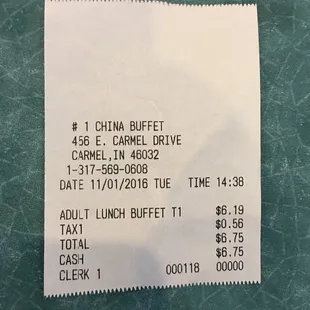 # 1 CHINA BUFFET
456 E. CARMEL DRIVE
CARMEL,IN 46032
1-317-569-0608
DATE 11/01/2016 TUE TIME 14:38
ADULT LUNCH BUFFET T1 $6.19
TAX1 $0.56
TOTAL $6.75
CASH $6.75
CLERK 1 000118 00000